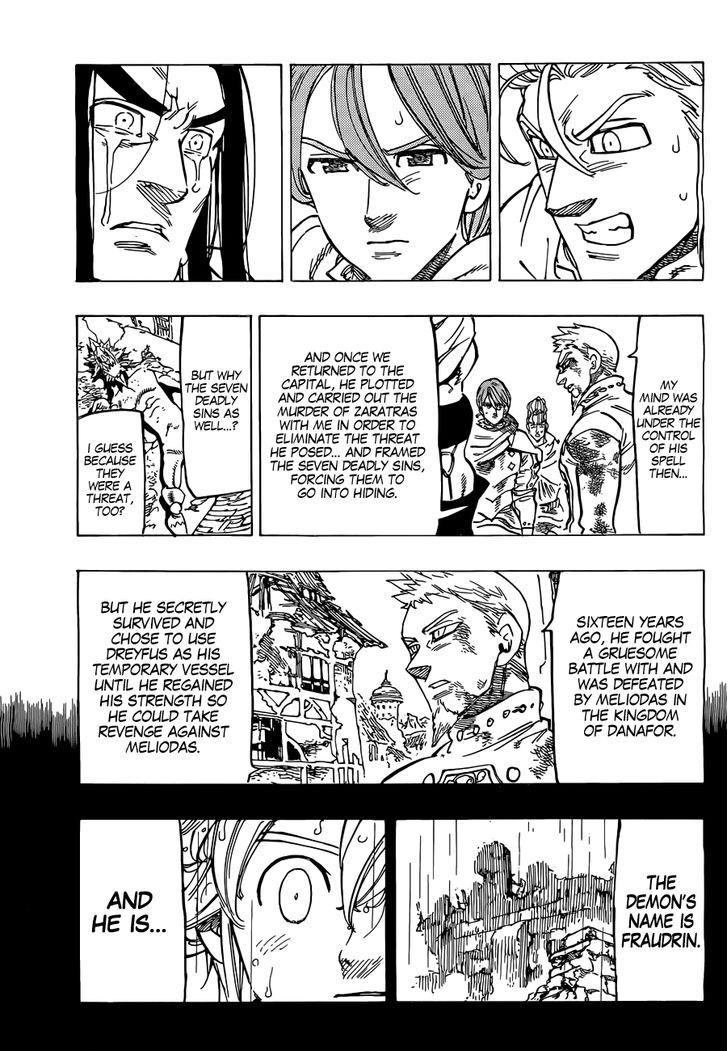 MY
MIND WAS
ALREADY
UNDER THE
CONTROL
OF HIS
SPELL
THEN...
AND ONCE WE
RETURNED TO THE
CAPITAL, HE PLOTTED
AND CARRIED OUT THE
MURDER OF ZARATRAS
WITH ME IN ORDER TO
ELIMINATE THE THREAT
HE POSED... AND FRAMED
THE SEVEN DEADLY SINS,
FORCING THEM TO
GO INTO HIDING.
BUT WHY
THE SEVEN
DEADLY
SINS AS
WELL...?
I GUESS
BECAUSE
THEY
WERE A
THREAT,
TOO?
SIXTEEN YEARS
AGO, HE FOUGHT
A GRUESOME
BATTLE WITH AND
WAS DEFEATED
BY MELIODAS IN
THE KINGDOM
OF DANAFOR.
BUT HE SECRETLY
SURVIVED AND
CHOSE TO USE
DREYFUS AS HIS
TEMPORARY VESSEL
UNTIL HE REGAINED
HIS STRENGTH SO
HE COULD TAKE
REVENGE AGAINST
MELIODAS.
THE
DEMON'S
NAME IS
FRAUDRIN.
AND
HE IS...